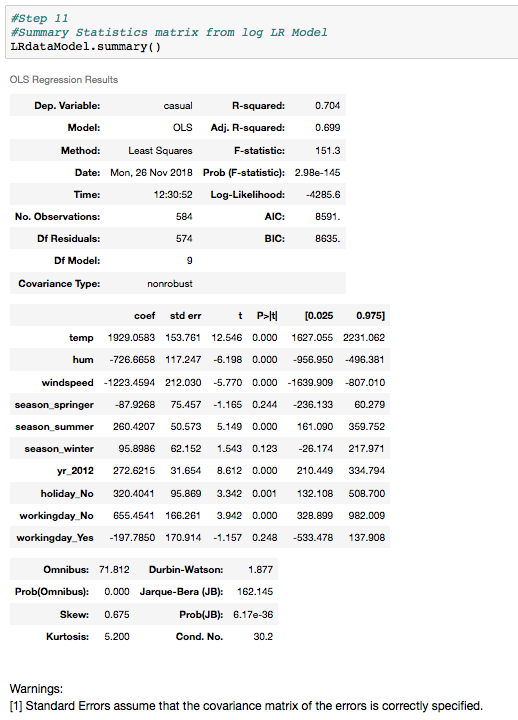 #Step 11
#Summary Statistics matrix from log LR Model
LRdataModel.summary()
OLS Regression Results
Dep. Variable: casual R-squared: 0.704
Model: OLS Adj. R-squared: 0.699
Method: Least Squares F-statistic: 151.3
Date: Mon, 26 Nov 2018 Prob (F-statistic): 2.98e-145
Time: 12:30:52 Log-Likelihood: -4285.6
No. Observations: 584 AIC: 8591.
Df Residuals: 574 BIC: 8635.
Df Model: 9
Covariance Type: nonrobust
coef std err t P>|t| [0.025 0.975]
temp 1929.0583 153.761 12.546 0.000 1627.055 2231.062
hum -726.6658 117.247 -6.198 0.000 -956.950 -496.381
windspeed -1223.4594 212.030 -5.770 0.000 -1639.909 -807.010
season_springer -87.9268 75.457 -1.165 0.244 -236.133 60.279
season_summer 260.4207 50.573 5.149 0.000 161.090 359.752
season_winter 95.8986 62.152 1.543 0.123 -26.174 217.971
yr_2012 272.6215 31.654 8.612 0.000 210.449 334.794
holiday_No 320.4041 95.869 3.342 0.001 132.108 508.700
workingday_No 655.4541 166.261 3.942 0.000 328.899 982.009
workingday_Yes -197.7850 170.914 -1.157 0.248 -533.478 137.908
Omnibus: 71.812 Durbin-Watson: 1.877
Prob(Omnibus): 0.000 Jarque-Bera (JB): 162.145
Skew: 0.675 Prob(JB): 6.17e-36
Kurtosis: 5.200 Cond. No. 30.2
Warnings:
[1] Standard Errors assume that the covariance matrix of the errors is correctly specified.